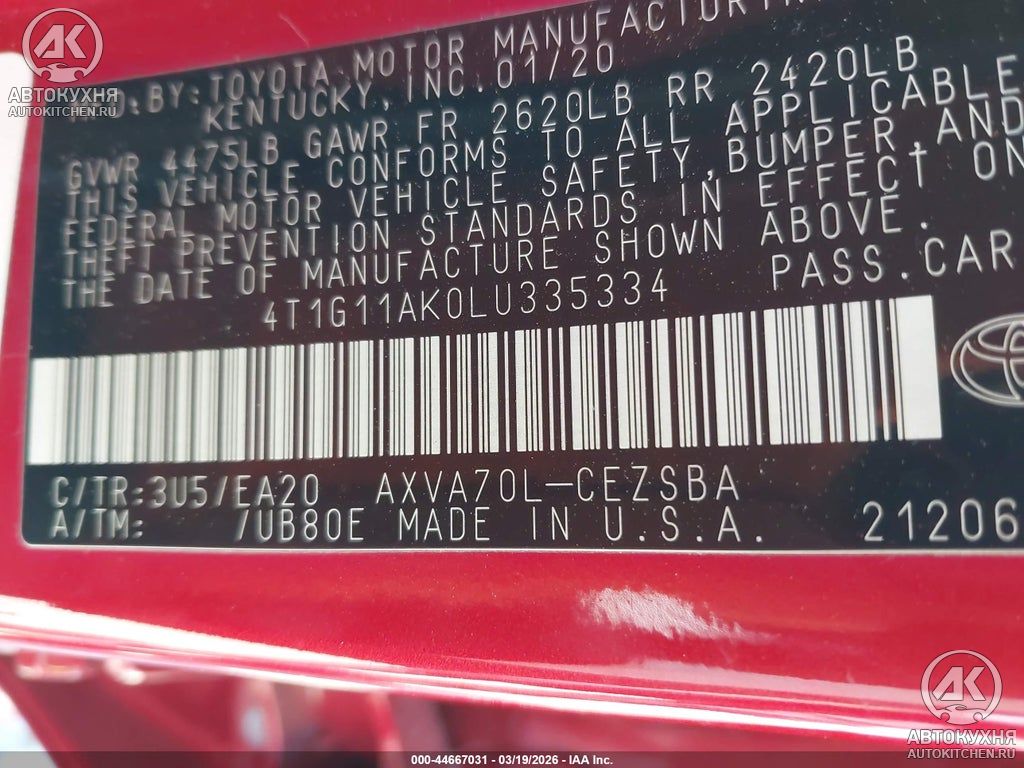 АВТОКУХНЯ
AUTOKITCHEN.RU
BY: TOYOTA MOTOR
KENTUCKY, INC. 01/20
GVWR 4475LB GAWR FR 2620LB RR 2420LB
THIS VEHICLE CONFORMS TO ALL APPLICABLE
FEDERAL MOTOR VEHICLE SAFETY, BUMPER, AND
THEFT PREVENTION STANDARDS IN EFFECT ON
THE DATE OF MANUFACTURE SHOWN ABOVE.
4T1G11AK0LU335334 PASS.CAR
C/TR:3U5/EA20 AXVA70L-CEZSBA
A/TM: /UB80E MADE IN U.S.A. 21206
AK
АВТОКУХНЯ
AUTOKITCHEN.RU
000-44667031 - 03/19/2026 - IAA Inc.